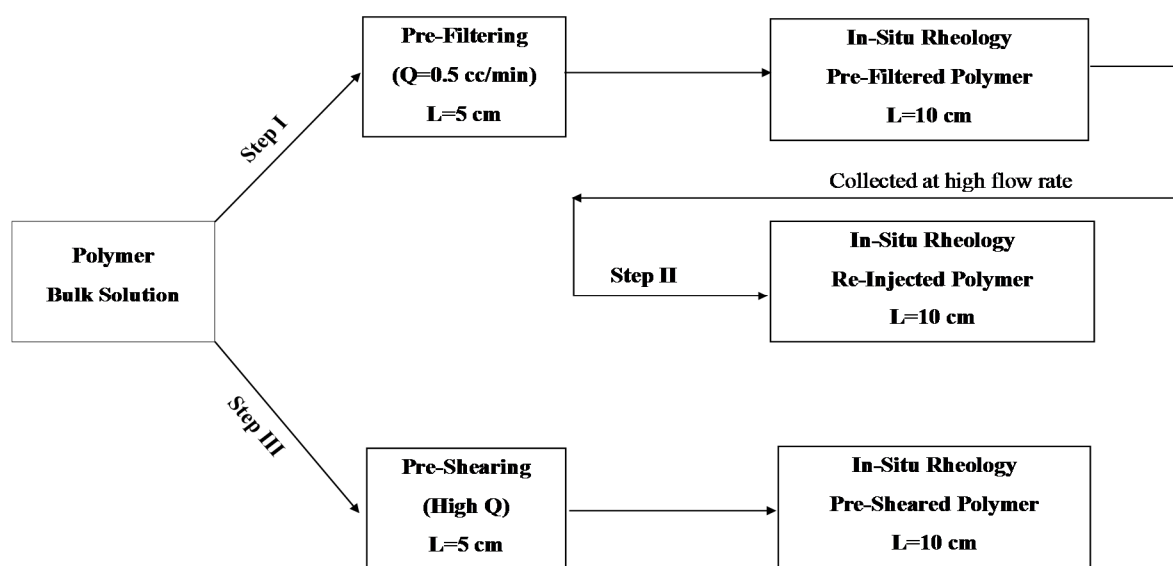 Polymer
Bulk Solution
Step I
Pre-Filtering
(Q=0.5 cc/min)
L=5 cm
In-Situ Rheology
Pre-Filtered Polymer
L=10 cm
Collected at high flow rate
Step II
In-Situ Rheology
Re-Injected Polymer
L=10 cm
Step III
Pre-Shearing
(High Q)
L=5 cm
In-Situ Rheology
Pre-Sheared Polymer
L=10 cm